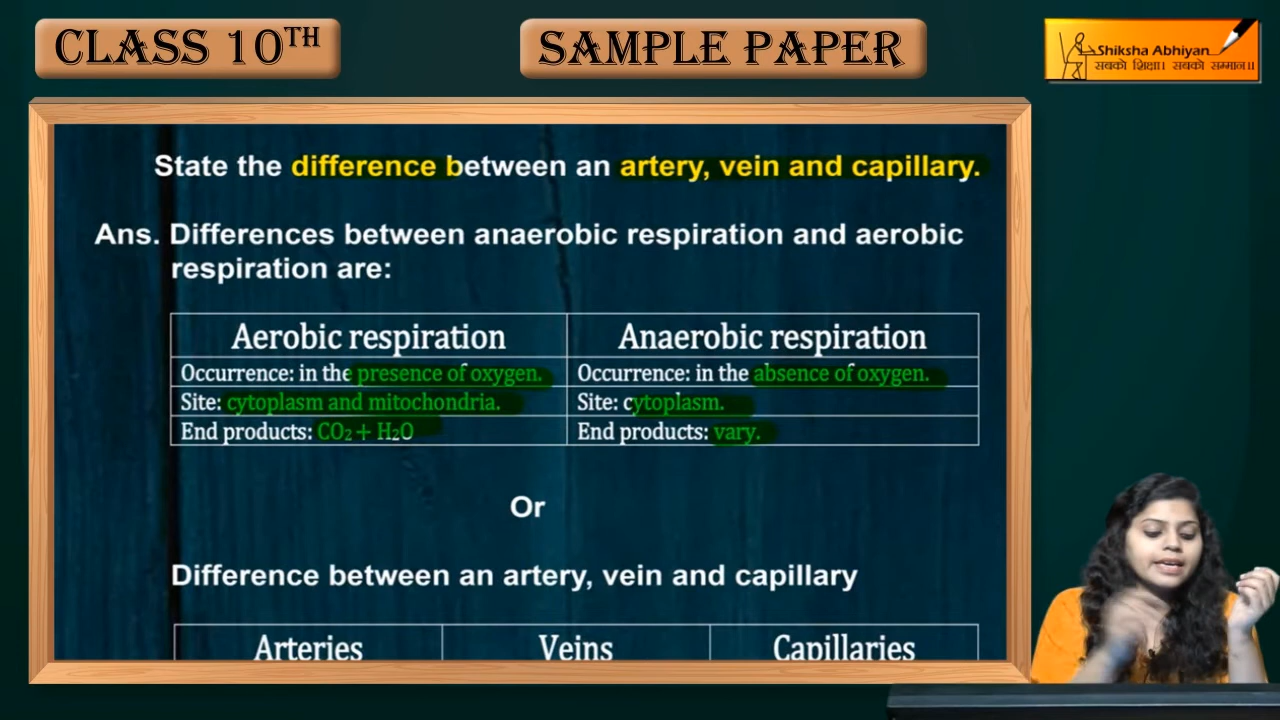 CLASS 10TH
SAMPLE PAPER
Shiksha Abhiyan
सबको शिक्षा। सबको सम्मान॥
State the difference between an artery, vein and capillary.
Ans. Differences between anaerobic respiration and aerobic
respiration are:
Aerobic respiration
Anaerobic respiration
Occurrence: in the presence of oxygen.
Occurrence: in the absence of oxygen.
Site: cytoplasm and mitochondria.
Site: cytoplasm.
End products: CO₂ + H₂O
End products: vary.
Or
Difference between an artery, vein and capillary
Arteries
Veins
Capillaries